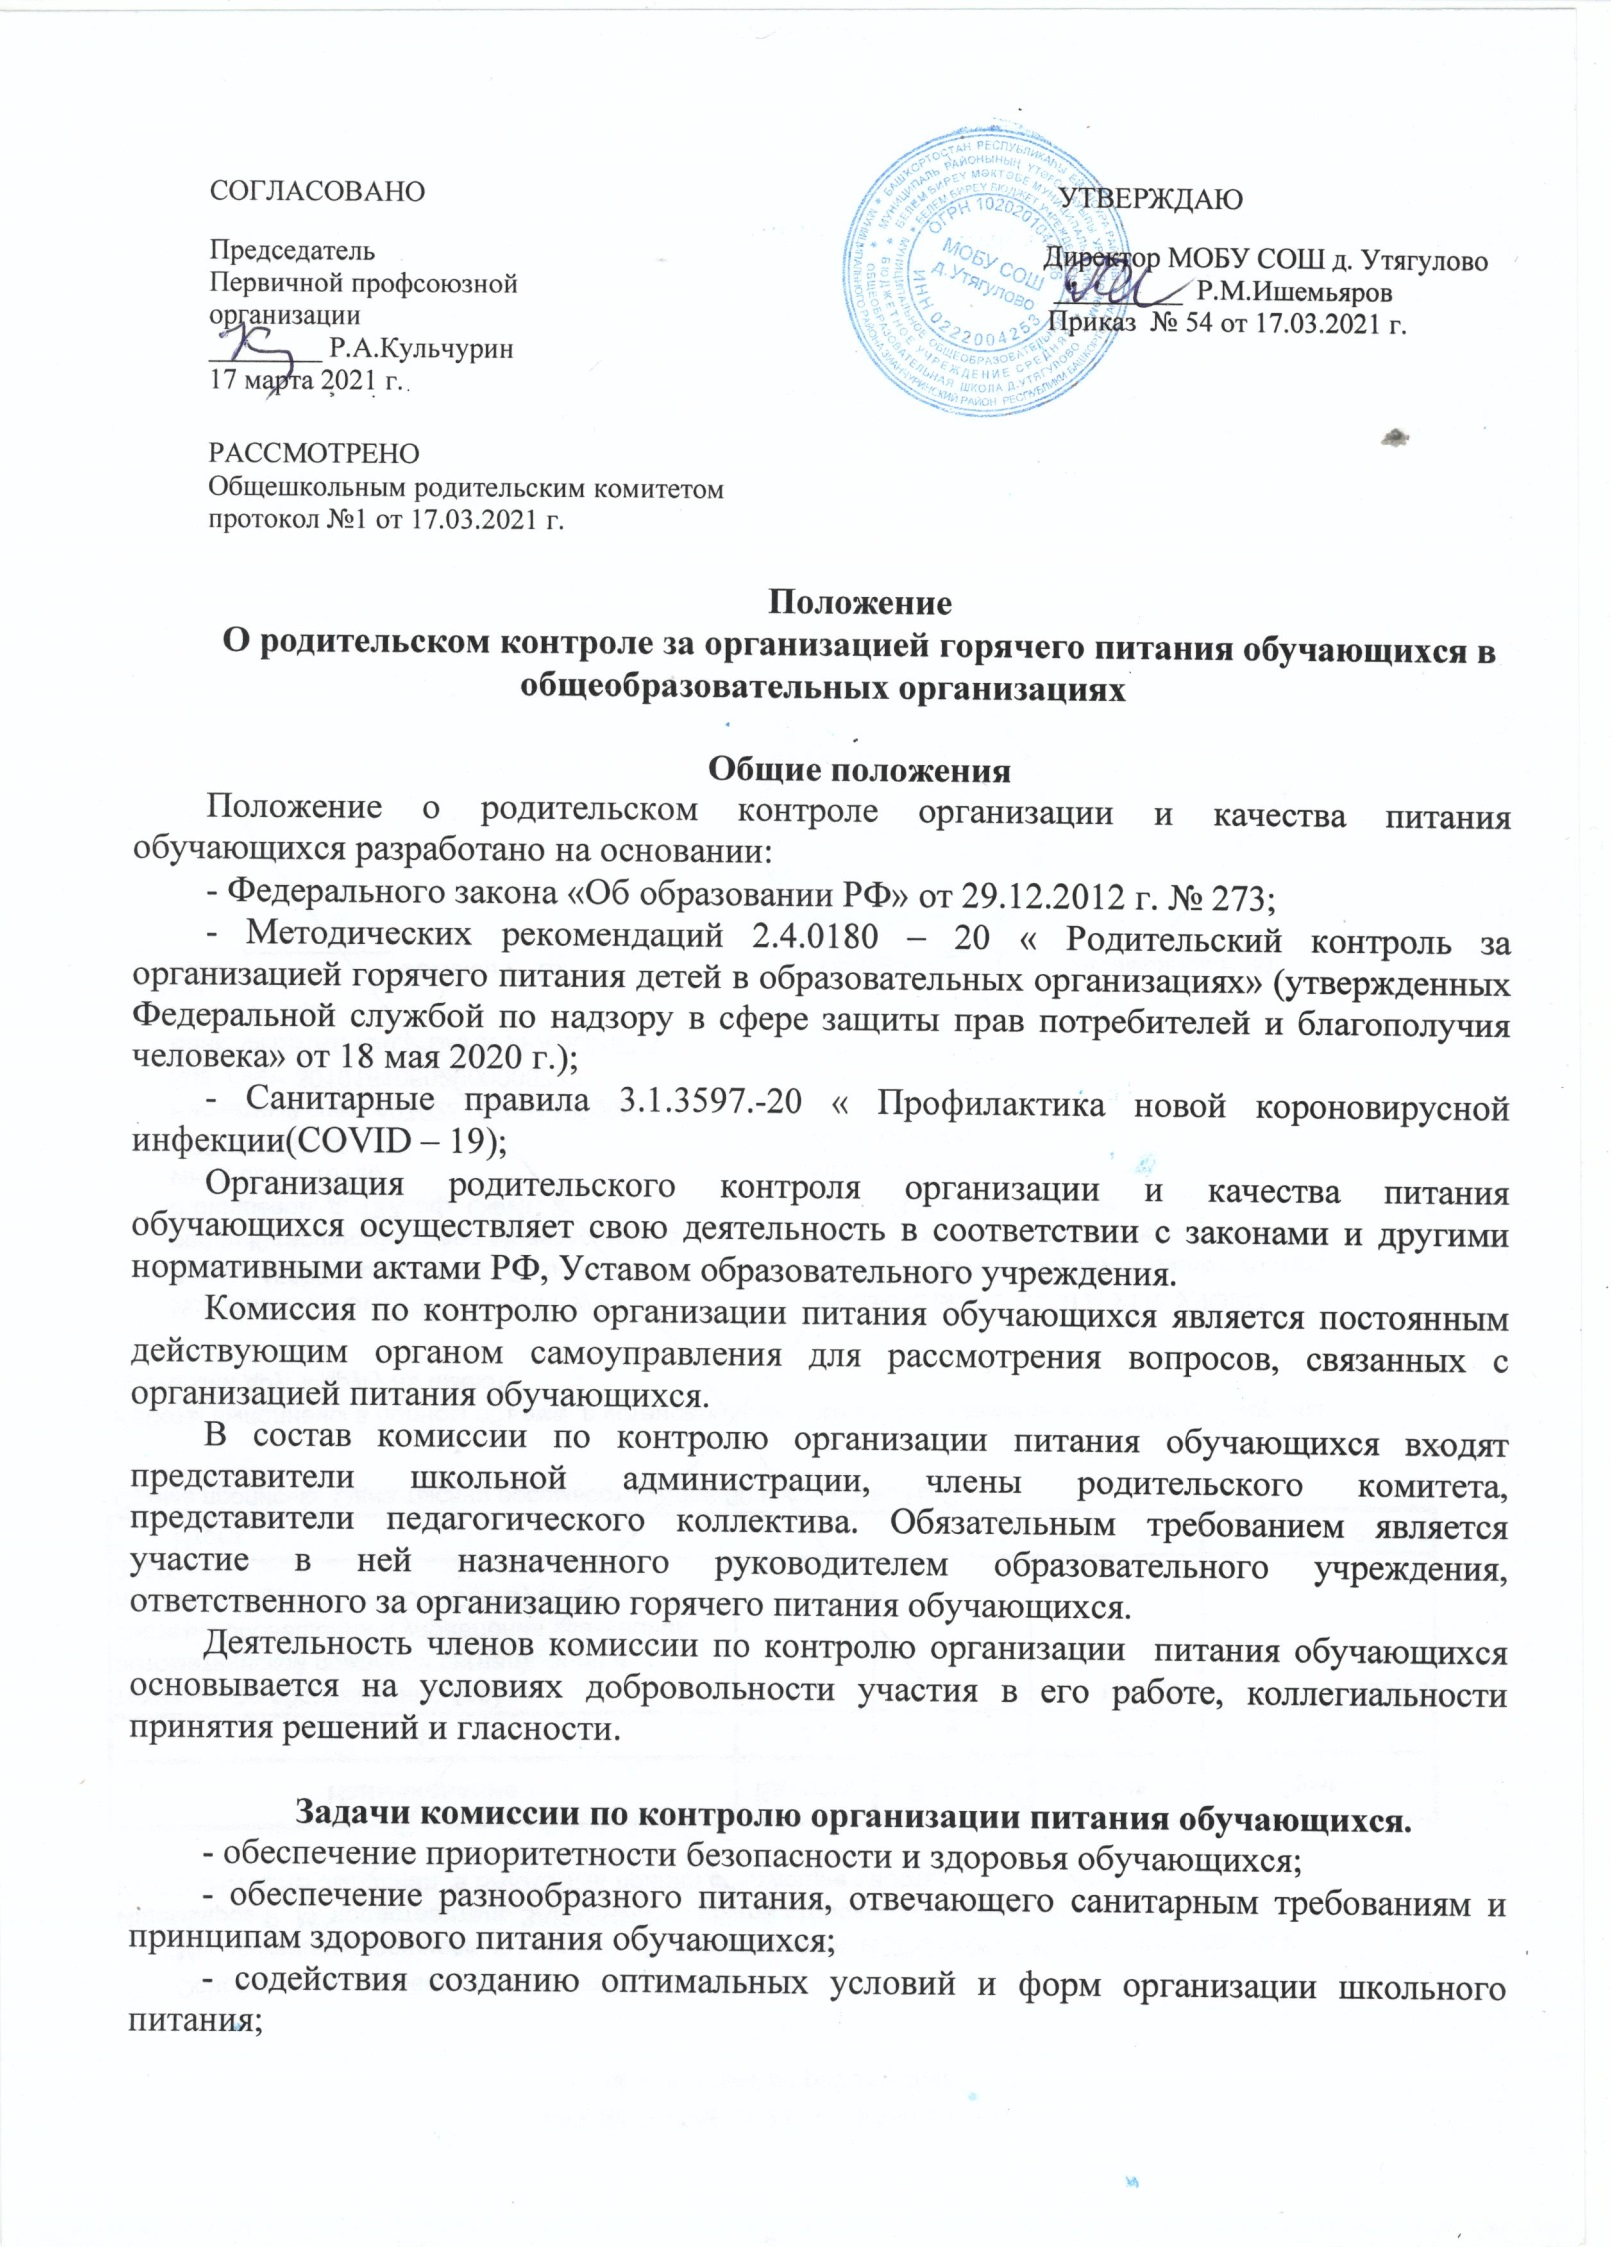 СОГЛАСОВАНО
Председатель
Первичной профсоюзной
организации
________ Р.А.Кульчурин
17 марта 2021 г.
УТВЕРЖДАЮ
Директор МОБУ СОШ д. Утягулово
_________ Р.М.Ишемьяров
Приказ № 54 от 17.03.2021 г.
МОБУ СОШ
д.Утягулово
ИНН 0222004253
РАССМОТРЕНО
Общешкольным родительским комитетом
протокол №1 от 17.03.2021 г.
Положение
О родительском контроле за организацией горячего питания обучающихся в
общеобразовательных организациях
Общие положения
Положение о родительском контроле организации и качества питания
обучающихся разработано на основании:
- Федерального закона «Об образовании РФ» от 29.12.2012 г. № 273;
- Методических рекомендаций 2.4.0180 – 20 « Родительский контроль за
организацией горячего питания детей в образовательных организациях» (утвержденных
Федеральной службой по надзору в сфере защиты прав потребителей и благополучия
человека» от 18 мая 2020 г.);
- Санитарные правила 3.1.3597.-20 « Профилактика новой короновирусной
инфекции(COVID – 19);
Организация родительского контроля организации и качества питания
обучающихся осуществляет свою деятельность в соответствии с законами и другими
нормативными актами РФ, Уставом образовательного учреждения.
Комиссия по контролю организации питания обучающихся является постоянным
действующим органом самоуправления для рассмотрения вопросов, связанных с
организацией питания обучающихся.
В состав комиссии по контролю организации питания обучающихся входят
представители школьной администрации, члены родительского комитета,
представители педагогического коллектива. Обязательным требованием является
участие в ней назначенного руководителем образовательного учреждения,
ответственного за организацию горячего питания обучающихся.
Деятельность членов комиссии по контролю организации питания обучающихся
основывается на условиях добровольности участия в его работе, коллегиальности
принятия решений и гласности.
Задачи комиссии по контролю организации питания обучающихся.
- обеспечение приоритетности безопасности и здоровья обучающихся;
- обеспечение разнообразного питания, отвечающего санитарным требованиям и
принципам здорового питания обучающихся;
- содействия созданию оптимальных условий и форм организации школьного
питания;